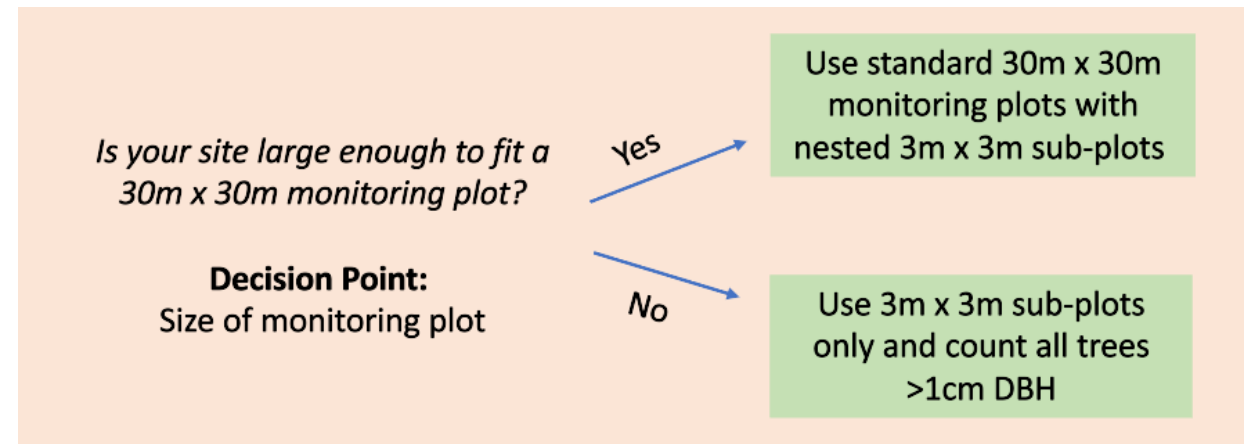 Is your site large enough to fit a
30m x 30m monitoring plot?
Decision Point:
Size of monitoring plot
Yes
No
Use standard 30m x 30m
monitoring plots with
nested 3m x 3m sub-plots
Use 3m x 3m sub-plots
only and count all trees
>1cm DBH